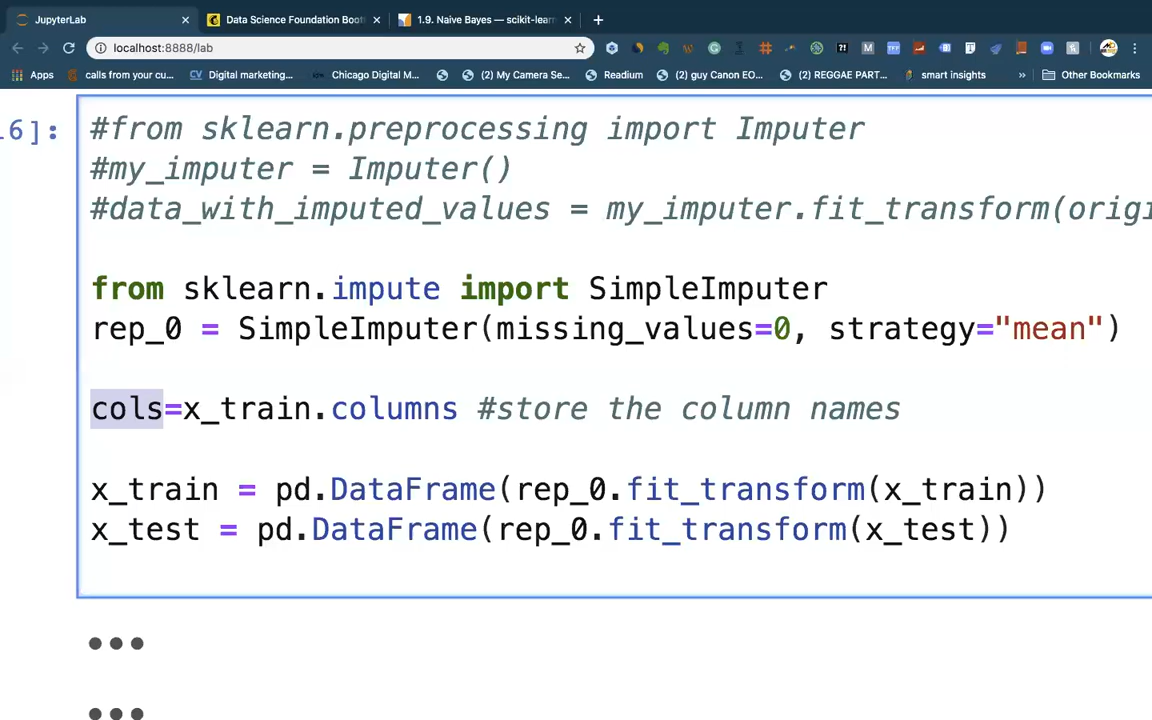 JupyterLab
Data Science Foundation Boot
1.9. Naive Bayes — scikit-lear
localhost:8888/lab
Apps
calls from your cu...
Digital marketing...
Chicago Digital M...
(2) My Camera Se...
Readium
(2) guy Canon EO...
(2) REGGAE PART...
smart insights
»
Other Bookmarks
16]:
#from sklearn.preprocessing import Imputer
#my_imputer = Imputer()
#data_with_imputed_values = my_imputer.fit_transform(origi
from sklearn.impute import SimpleImputer
rep_0 = SimpleImputer(missing_values=0, strategy="mean")
cols=x_train.columns #store the column names
x_train = pd.DataFrame(rep_0.fit_transform(x_train))
x_test = pd.DataFrame(rep_0.fit_transform(x_test))